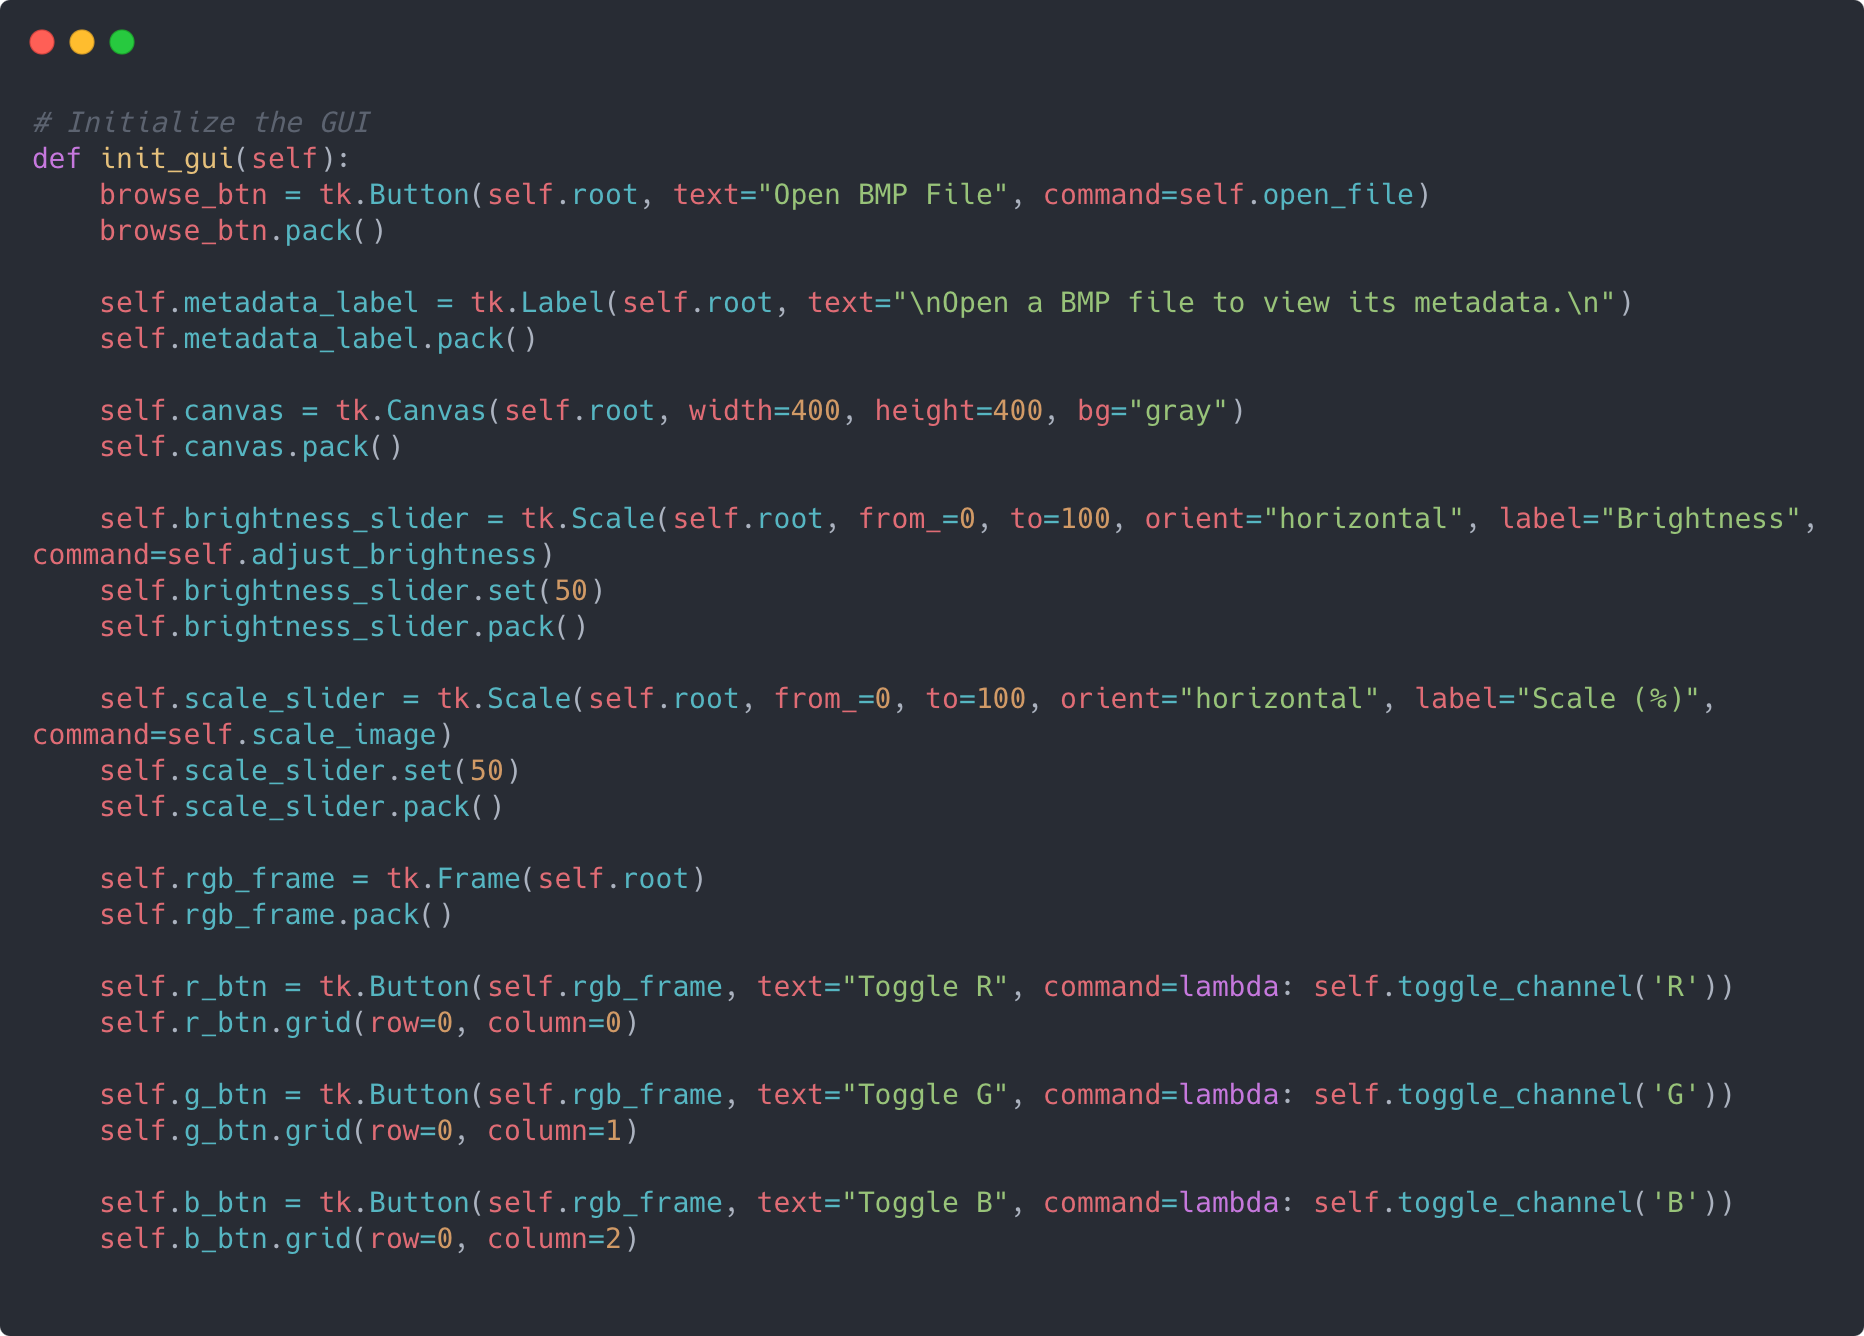 # Initialize the GUI
def init_gui(self):
    browse_btn = tk.Button(self.root, text="Open BMP File", command=self.open_file)
    browse_btn.pack()

    self.metadata_label = tk.Label(self.root, text="\nOpen a BMP file to view its metadata.\n")
    self.metadata_label.pack()

    self.canvas = tk.Canvas(self.root, width=400, height=400, bg="gray")
    self.canvas.pack()

    self.brightness_slider = tk.Scale(self.root, from_=0, to=100, orient="horizontal", label="Brightness",
command=self.adjust_brightness)
    self.brightness_slider.set(50)
    self.brightness_slider.pack()

    self.scale_slider = tk.Scale(self.root, from_=0, to=100, orient="horizontal", label="Scale (%)",
command=self.scale_image)
    self.scale_slider.set(50)
    self.scale_slider.pack()

    self.rgb_frame = tk.Frame(self.root)
    self.rgb_frame.pack()

    self.r_btn = tk.Button(self.rgb_frame, text="Toggle R", command=lambda: self.toggle_channel('R'))
    self.r_btn.grid(row=0, column=0)

    self.g_btn = tk.Button(self.rgb_frame, text="Toggle G", command=lambda: self.toggle_channel('G'))
    self.g_btn.grid(row=0, column=1)

    self.b_btn = tk.Button(self.rgb_frame, text="Toggle B", command=lambda: self.toggle_channel('B'))
    self.b_btn.grid(row=0, column=2)